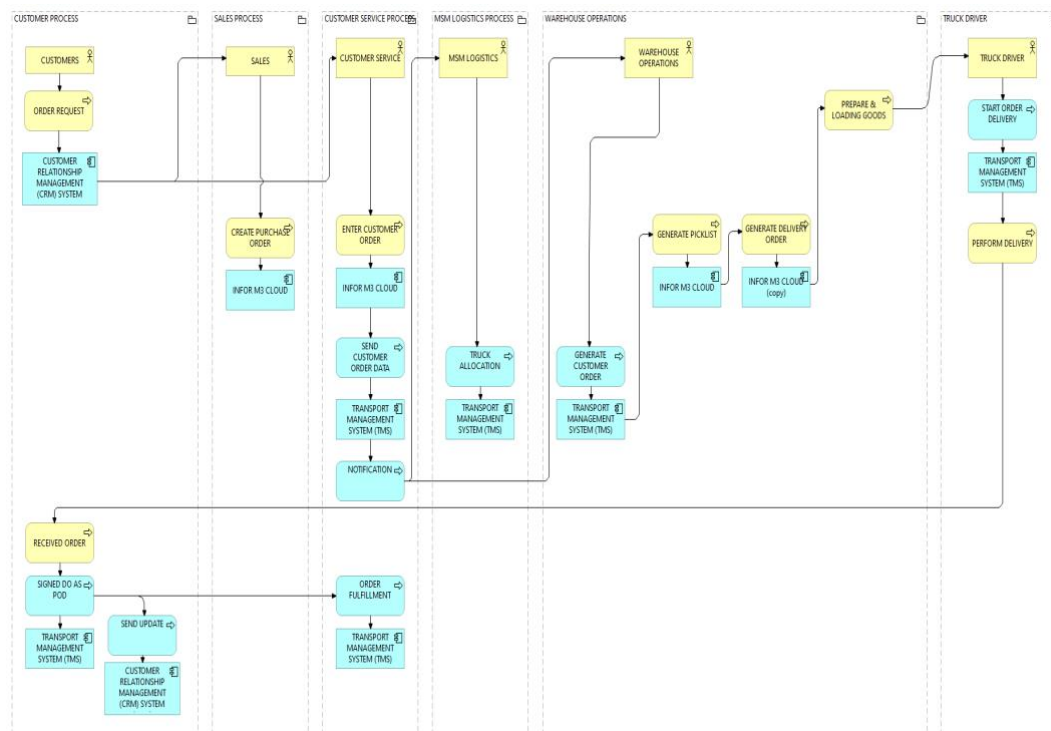 CUSTOMER PROCESS
SALES PROCESS
CUSTOMER SERVICE PROCESS
MSM LOGISTICS PROCESS
WAREHOUSE OPERATIONS
TRUCK DRIVER
CUSTOMERS
SALES
CUSTOMER SERVICE
MSM LOGISTICS
WAREHOUSE
OPERATIONS
TRUCK DRIVER
ORDER REQUEST
PREPARE &
LOADING GOODS
START ORDER
DELIVERY
CUSTOMER
RELATIONSHIP
MANAGEMENT
(CRM) SYSTEM
TRANSPORT
MANAGEMENT
SYSTEM (TMS)
CREATE PURCHASE
ORDER
ENTER CUSTOMER
ORDER
GENERATE PICKLIST
GENERATE DELIVERY
ORDER
PERFORM DELIVERY
INFOR M3 CLOUD
INFOR M3 CLOUD
INFOR M3 CLOUD
INFOR M3 CLOUD
(copy)
SEND
CUSTOMER
ORDER DATA
TRUCK
ALLOCATION
GENERATE
CUSTOMER
ORDER
TRANSPORT
MANAGEMENT
SYSTEM (TMS)
TRANSPORT
MANAGEMENT
SYSTEM (TMS)
TRANSPORT
MANAGEMENT
SYSTEM (TMS)
NOTIFICATION
RECEIVED ORDER
SIGNED DO AS
POD
ORDER
FULFILLMENT
SEND UPDATE
TRANSPORT
MANAGEMENT
SYSTEM (TMS)
TRANSPORT
MANAGEMENT
SYSTEM (TMS)
CUSTOMER
RELATIONSHIP
MANAGEMENT
(CRM) SYSTEM